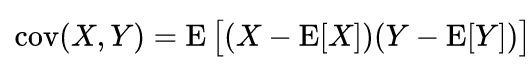 cov(X, Y) = E [(X − E[X])(Y − E[Y])]